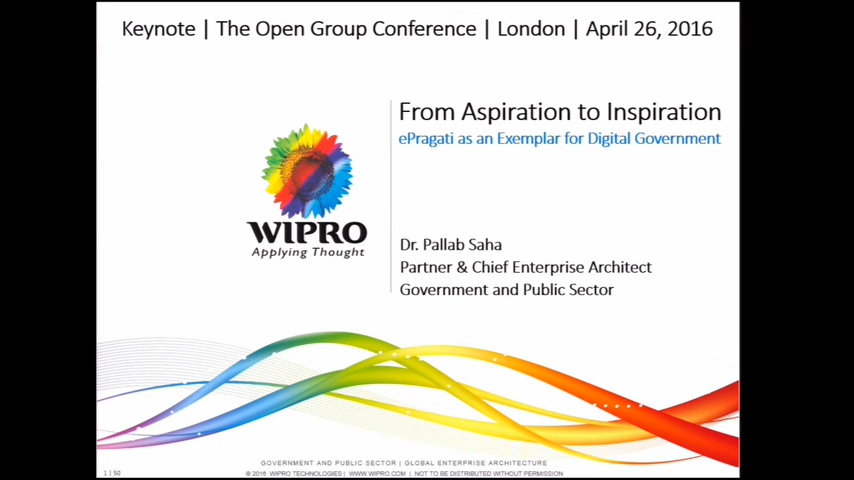 Keynote | The Open Group Conference | London | April 26, 2016
From Aspiration to Inspiration
ePragati as an Exemplar for Digital Government
WIPRO
Applying Thought
Dr. Pallab Saha
Partner & Chief Enterprise Architect
Government and Public Sector
GOVERNMENT AND PUBLIC SECTOR | GLOBAL ENTERPRISE ARCHITECTURE
1 | 50
© 2016 WIPRO TECHNOLOGIES | WWW.WIPRO.COM | NOT TO BE DISTRIBUTED WITHOUT PERMISSION